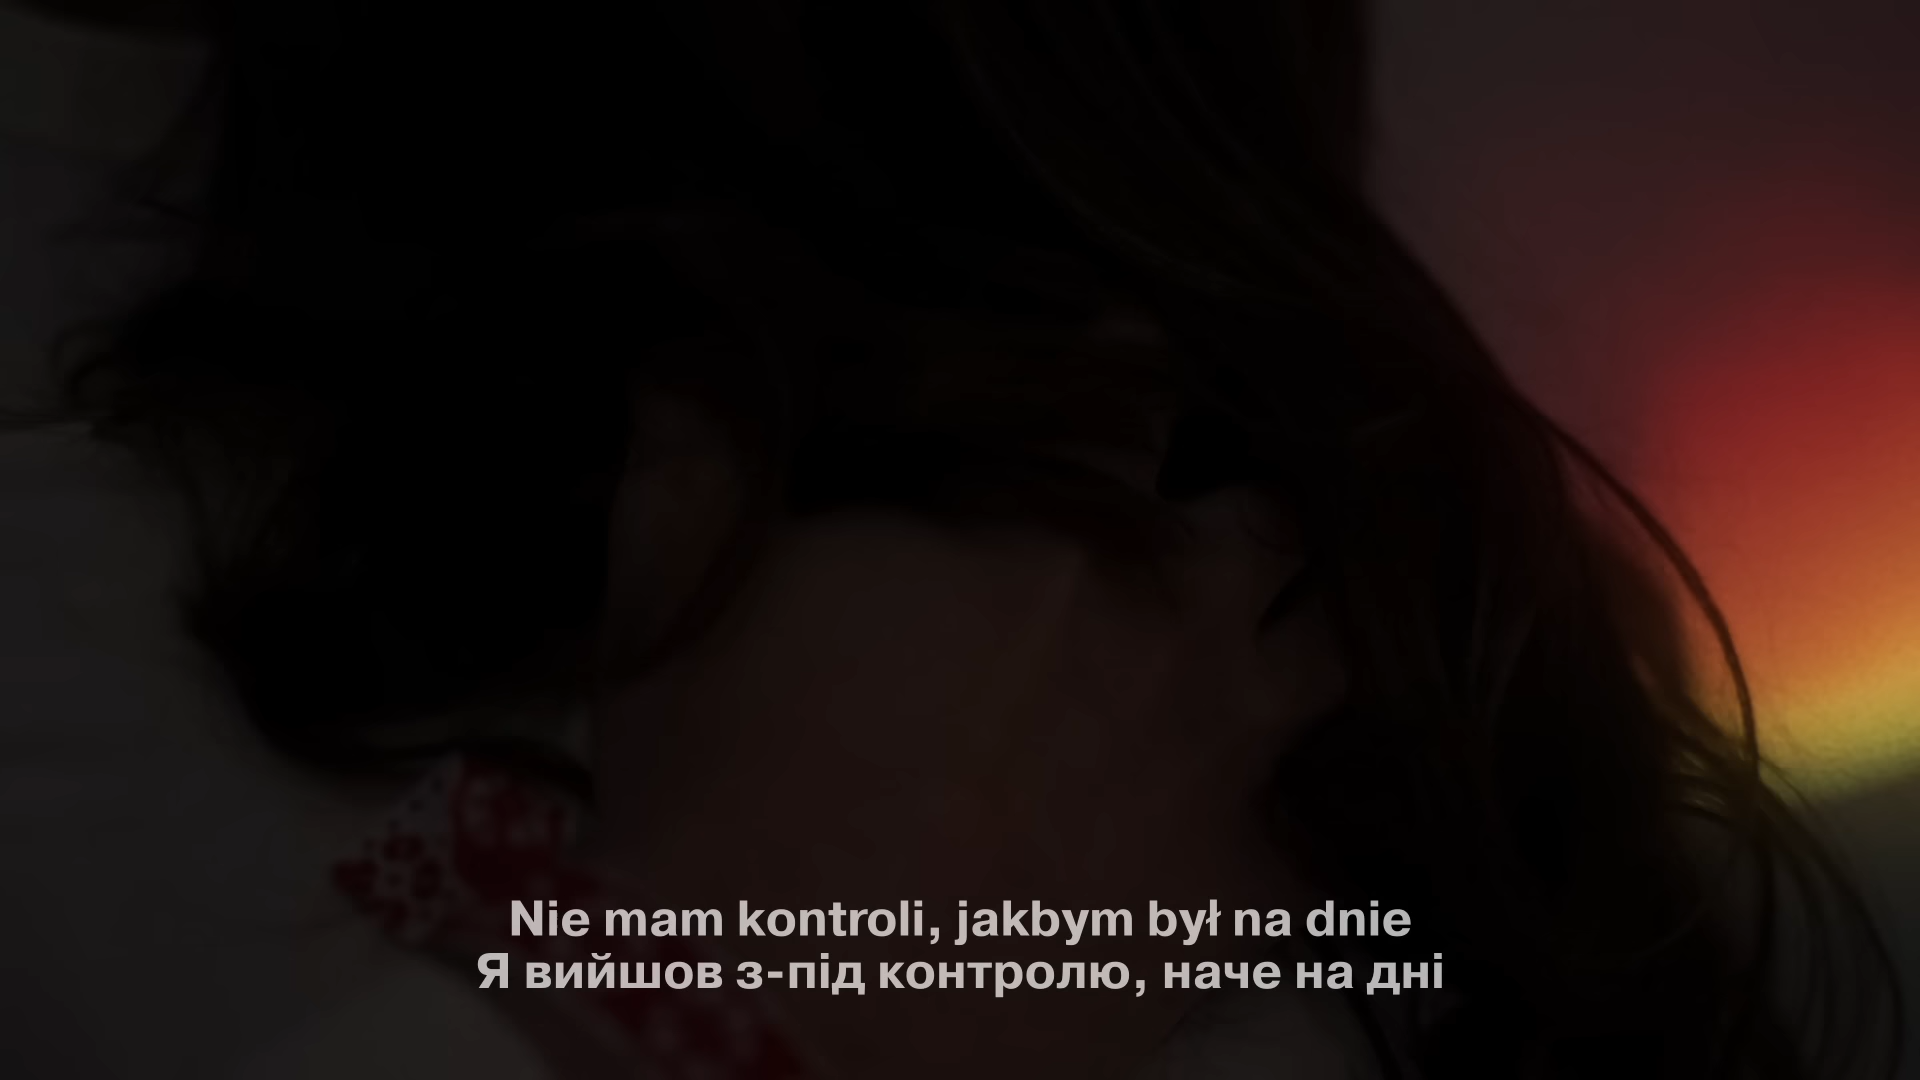 Nie mam kontroli, jakbym był na dnie
Я вийшов з-під контролю, наче на дні